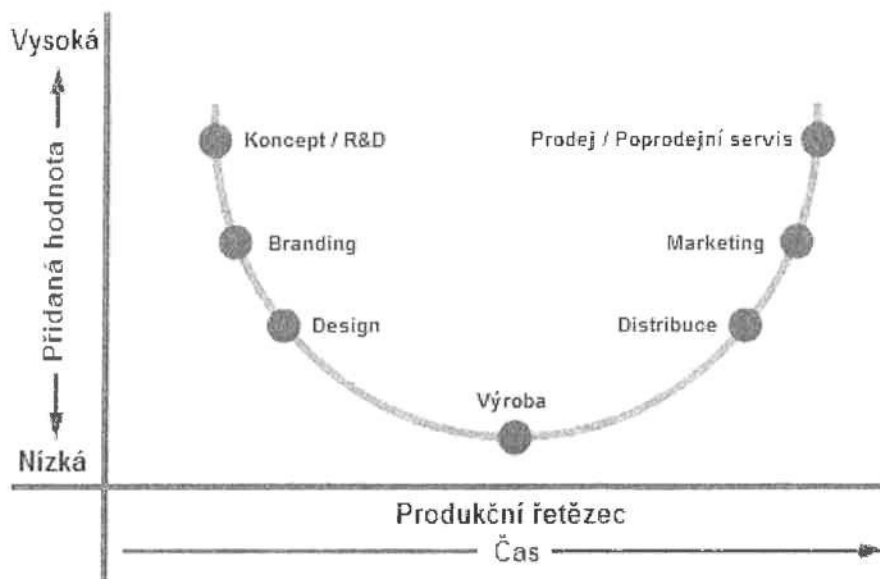 Vysoká
Přidaná hodnota
Nízká
Koncept / R&D
Branding
Design
Výroba
Distribuce
Marketing
Prodej / Poprodejní servis
Produkční řetězec
Čas